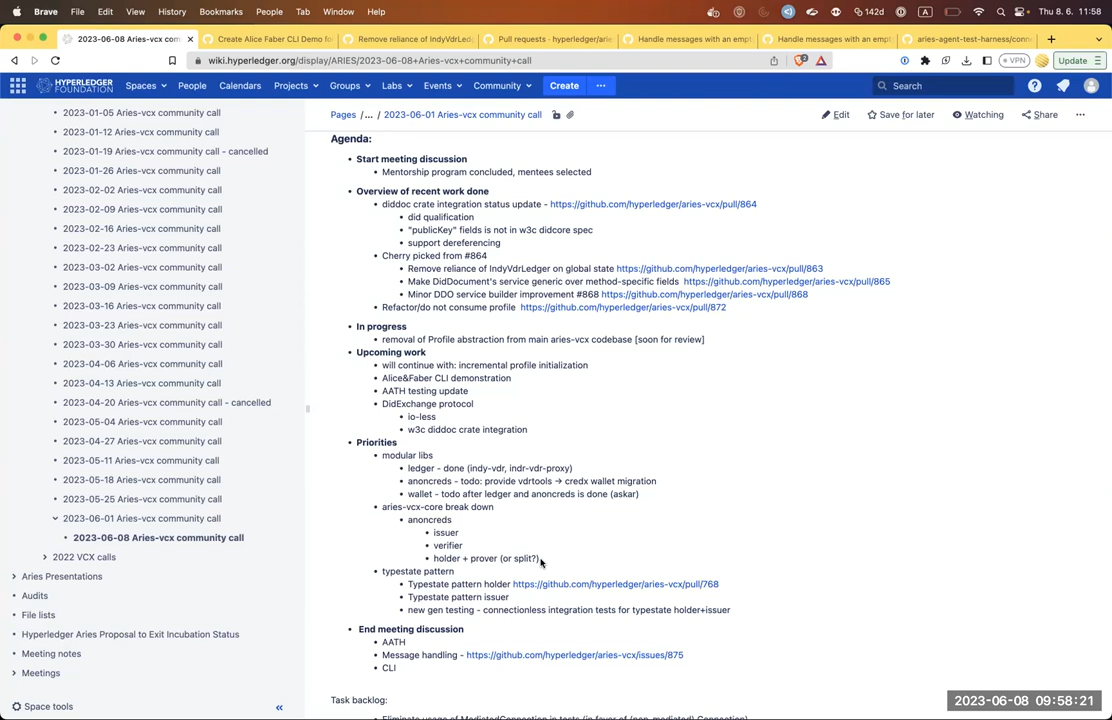 Brave
File
Edit
View
History
Bookmarks
People
Tab
Window
Help
142d
A
Thu 8. 6. 11:58
2023-06-08 Aries-vcx com
Create Alice Faber CLI Demo fo
Remove reliance of IndyVdrLedg
Pull requests · hyperledger/arie
Handle messages with an empt
Handle messages with an empt
aries-agent-test-harness/conne
wiki.hyperledger.org/display/ARIES/2023-06-08+Aries-vcx+community+call
VPN
Update
HYPERLEDGER
FOUNDATION
Spaces
People
Calendars
Projects
Groups
Labs
Events
Community
Create
Search
Pages /... / 2023-06-01 Aries-vcx community call
Edit
Save for later
Watching
Share
2023-01-05 Aries-vcx community call
2023-01-12 Aries-vcx community call
2023-01-19 Aries-vcx community call - cancelled
2023-01-26 Aries-vcx community call
2023-02-02 Aries-vcx community call
2023-02-09 Aries-vcx community call
2023-02-16 Aries-vcx community call
2023-02-23 Aries-vcx community call
2023-03-02 Aries-vcx community call
2023-03-09 Aries-vcx community call
2023-03-16 Aries-vcx community call
2023-03-23 Aries-vcx community call
2023-03-30 Aries-vcx community call
2023-04-06 Aries-vcx community call
2023-04-13 Aries-vcx community call
2023-04-20 Aries-vcx community call - cancelled
2023-05-04 Aries-vcx community call
2023-04-27 Aries-vcx community call
2023-05-11 Aries-vcx community call
2023-05-18 Aries-vcx community call
2023-05-25 Aries-vcx community call
2023-06-01 Aries-vcx community call
2023-06-08 Aries-vcx community call
2022 VCX calls
Aries Presentations
Audits
File lists
Hyperledger Aries Proposal to Exit Incubation Status
Meeting notes
Meetings
Space tools
Agenda:
Start meeting discussion
Mentorship program concluded, mentees selected
Overview of recent work done
diddoc crate integration status update - https://github.com/hyperledger/aries-vcx/pull/864
did qualification
"publicKey" fields is not in w3c didcore spec
support dereferencing
Cherry picked from #864
Remove reliance of IndyVdrLedger on global state https://github.com/hyperledger/aries-vcx/pull/863
Make DidDocument's service generic over method-specific fields https://github.com/hyperledger/aries-vcx/pull/865
Minor DDO service builder improvement #868 https://github.com/hyperledger/aries-vcx/pull/868
Refactor/do not consume profile https://github.com/hyperledger/aries-vcx/pull/872
In progress
removal of Profile abstraction from main aries-vcx codebase [soon for review]
Upcoming work
will continue with: incremental profile initialization
Alice&Faber CLI demonstration
AATH testing update
DidExchange protocol
io-less
w3c diddoc crate integration
Priorities
modular libs
ledger - done (indy-vdr, indr-vdr-proxy)
anoncreds - todo: provide vdrtools → credx wallet migration
wallet - todo after ledger and anoncreds is done (askar)
aries-vcx-core break down
anoncreds
issuer
verifier
holder + prover (or split?)
typestate pattern
Typestate pattern holder https://github.com/hyperledger/aries-vcx/pull/768
Typestate pattern issuer
new gen testing - connectionless integration tests for typestate holder+issuer
End meeting discussion
AATH
Message handling - https://github.com/hyperledger/aries-vcx/issues/875
CLI
Task backlog:
Eliminate usage of MediatedConnection in tests (in favor of (non-mediated) Connection)
2023-06-08 09:58:21